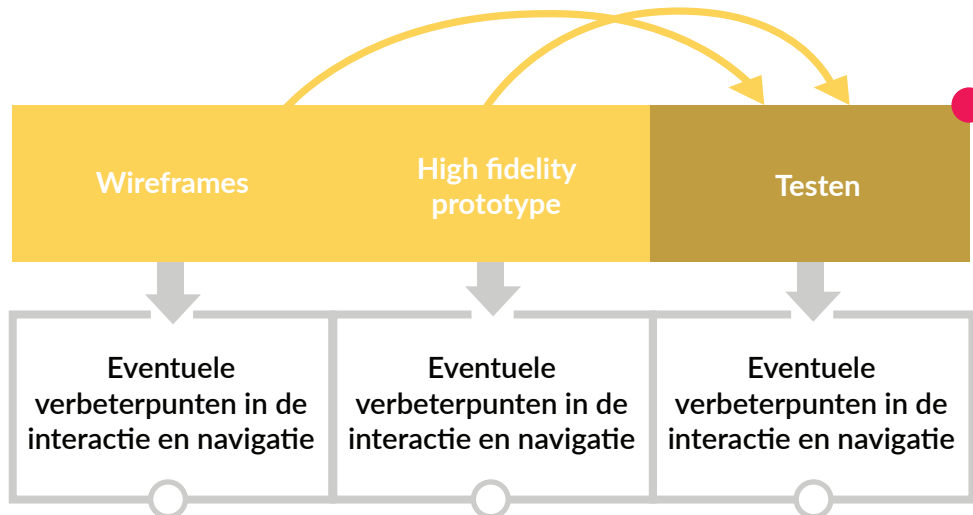 Wireframes
High fidelity
prototype
Testen
Eventuele
verbeterpunten in de
interactie en navigatie
Eventuele
verbeterpunten in de
interactie en navigatie
Eventuele
verbeterpunten in de
interactie en navigatie